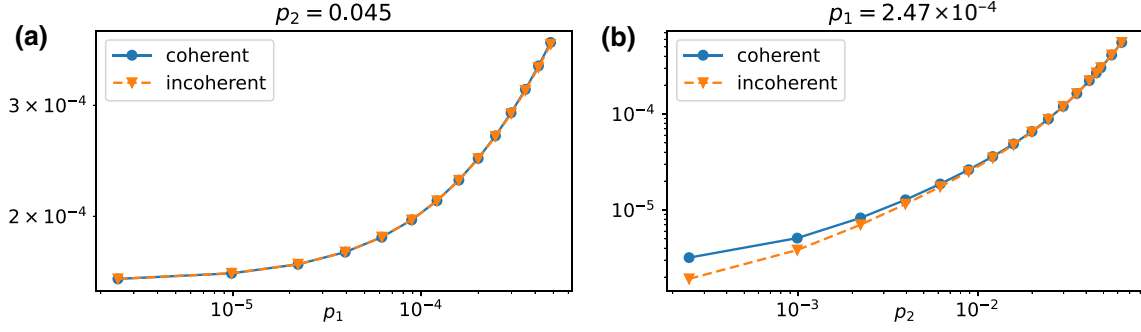 (a)
p₂ = 0.045
coherent
incoherent
3 × 10⁻⁴
2 × 10⁻⁴
10⁻⁵
10⁻⁴
p₁
(b)
p₁ = 2.47 × 10⁻⁴
coherent
incoherent
10⁻⁴
10⁻⁵
10⁻³
10⁻²
p₂